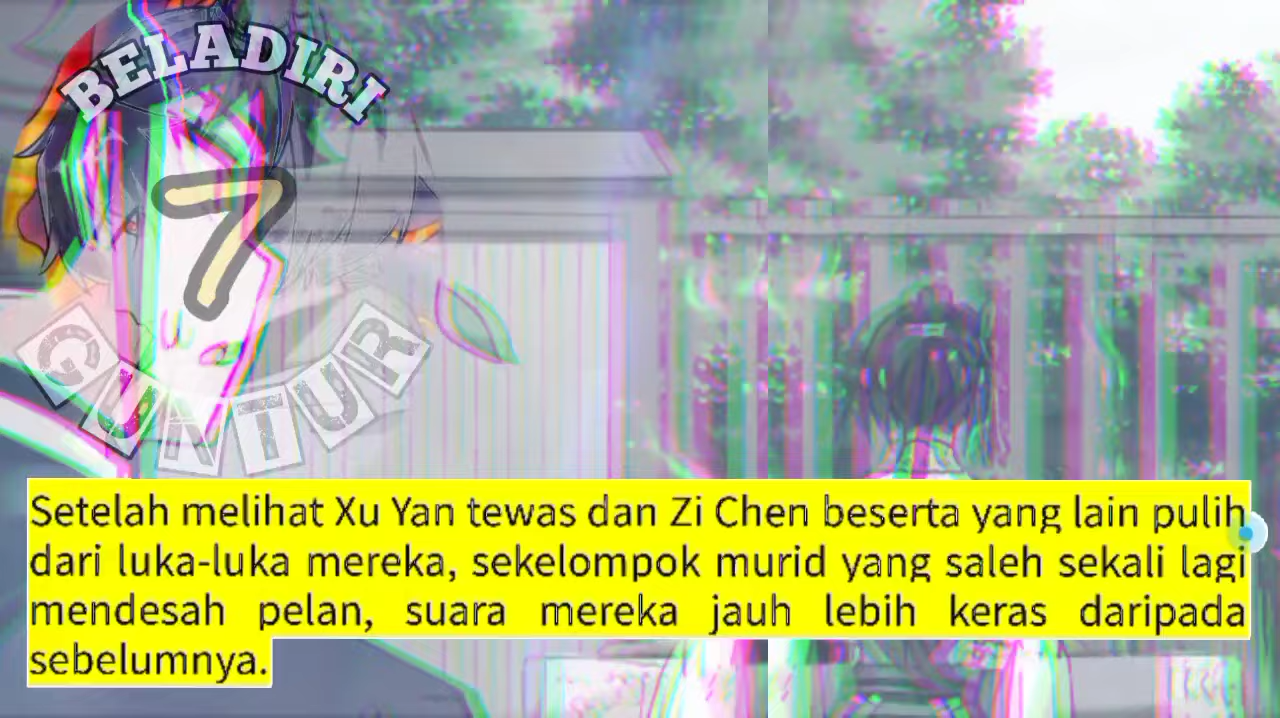 BELADIRI
7
GUNTUR
Setelah melihat Xu Yan tewas dan Zi Chen beserta yang lain pulih
dari luka-luka mereka, sekelompok murid yang saleh sekali lagi
mendesah pelan, suara mereka jauh lebih keras daripada
sebelumnya.